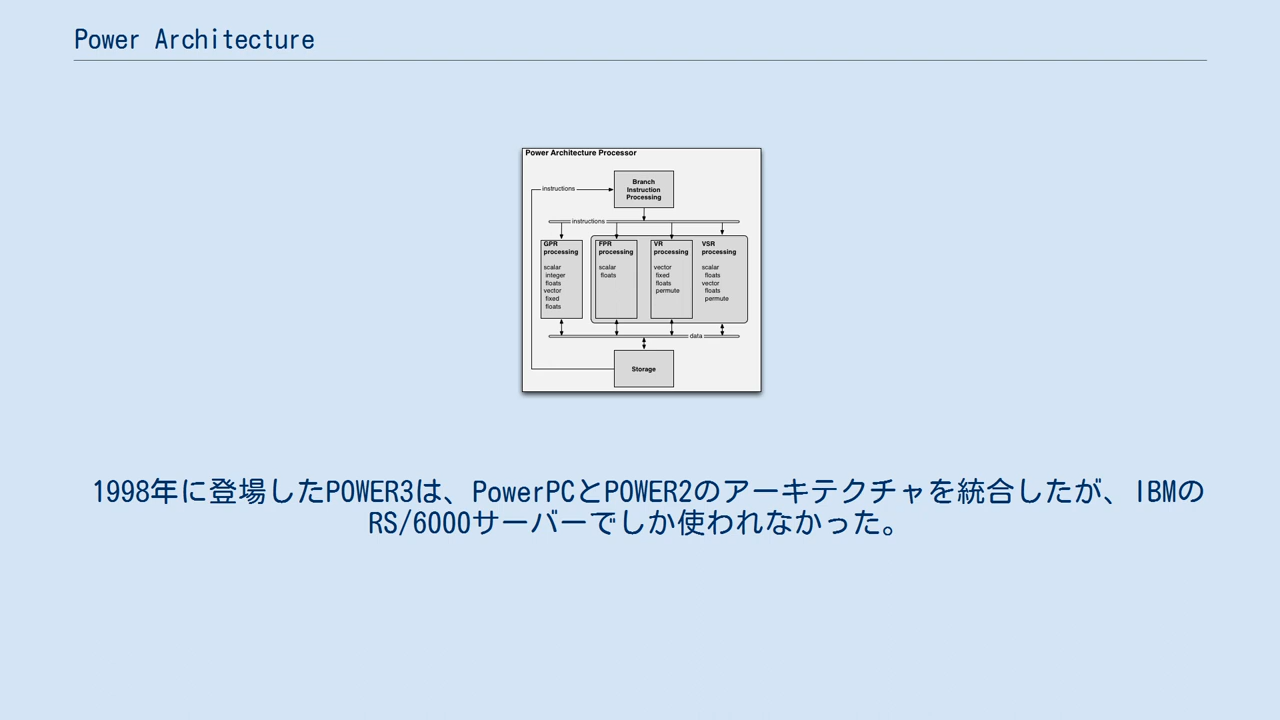 Power Architecture
Power Architecture Processor
Branch
Instruction
Processing
instructions
instructions
GPR
processing
scalar
integer
floats
vector
fixed
floats
FPR
processing
scalar
floats
VR
processing
vector
fixed
floats
permute
VSR
processing
scalar
floats
vector
floats
permute
data
Storage
1998年に登場したPOWER3は、PowerPCとPOWER2のアーキテクチャを統合したが、IBMの
RS/6000サーバーでしか使われなかった。